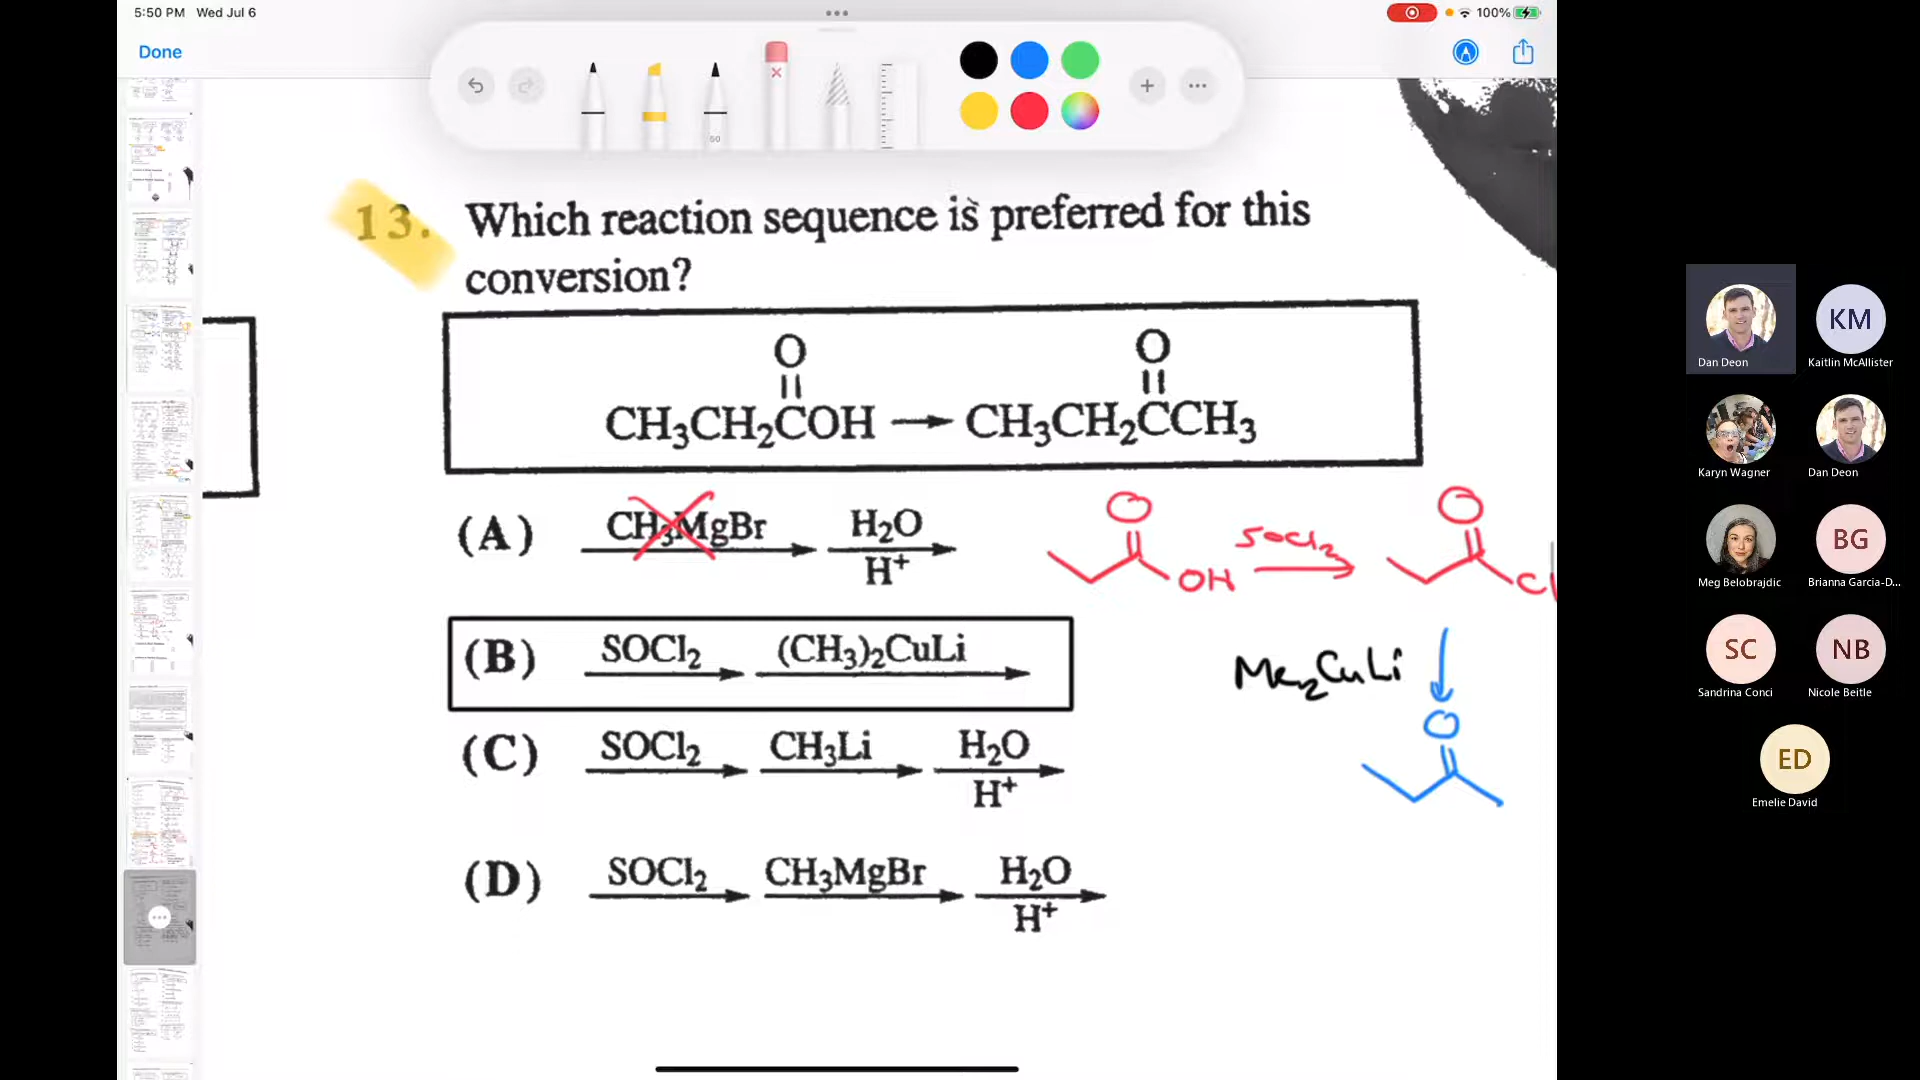 5:50 PM Wed Jul 6
100%
Done
50
13. Which reaction sequence is preferred for this
conversion?
O O
CH₃CH₂COH → CH₃CH₂CCH₃
(A) CH₃MgBr H₂O
H⁺
O
OH
SOCl₂
O
Cl
(B) SOCl₂ (CH₃)₂CuLi
Me₂CuLi
O
(C) SOCl₂ CH₃Li H₂O
H⁺
(D) SOCl₂ CH₃MgBr H₂O
H⁺
Dan Deon
KM
Kaitlin McAllister
Karyn Wagner
Dan Deon
Meg Belobrajdic
BG
Brianna Garcia-D...
SC
Sandrina Conci
NB
Nicole Beitle
ED
Emelie David